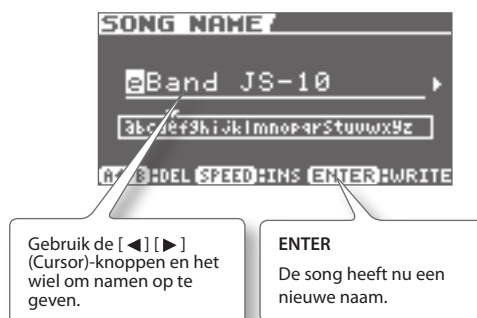 SONG NAME
eBand JS-10
abcdefghijklmnopqrstuvwxyz
:DEL [SPEED]:INS [ENTER]:WRITE
Gebruik de [◀] [▶]
(Cursor)-knoppen en het
wiel om namen op te
geven.
ENTER
De song heeft nu een
nieuwe naam.